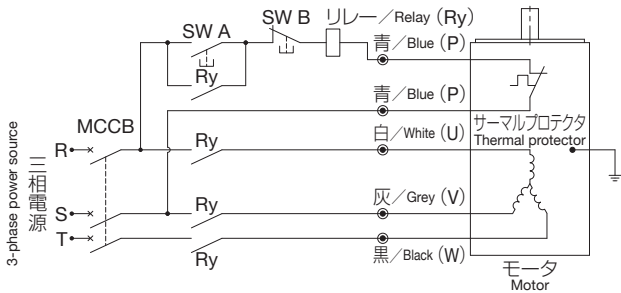 SW A
SW B
リレー/Relay (Ry)
青/Blue (P)
Ry
青/Blue (P)
MCCB
Ry
白/White (U)
サーマルプロテクタ
Thermal protector
R
3-phase power source
三相電源
S
Ry
灰/Grey (V)
T
Ry
黒/Black (W)
モータ
Motor